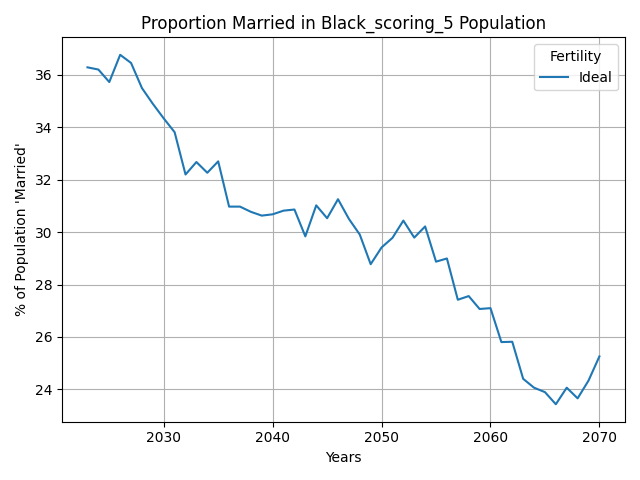 Proportion Married in Black_scoring_5 Population
% of Population 'Married'
36
34
32
30
28
26
24
Fertility
Ideal
2030 2040 2050 2060 2070
Years